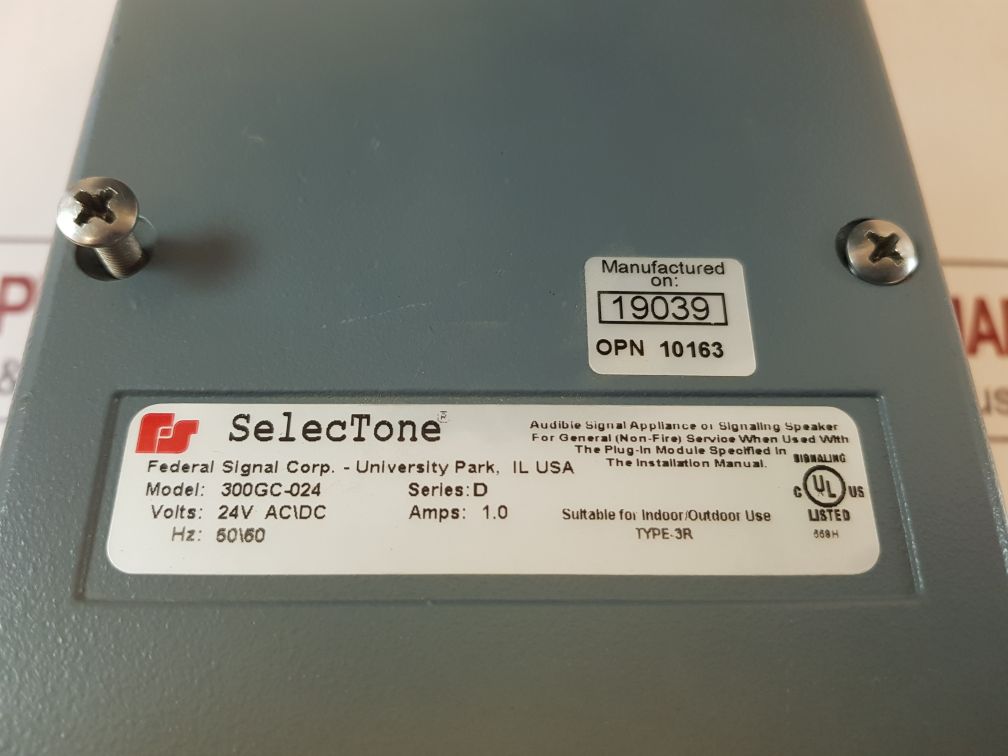 Manufactured
on:
19039
OPN 10163
SelecTone®
Federal Signal Corp. - University Park, IL USA
Model: 300GC-024
Series: D
Volts: 24V AC\DC
Amps: 1.0
Hz: 50\60
Audible Signal Appliance or Signaling Speaker
For General (Non-Fire) Service When Used With
The Plug-In Module Specified In
The Installation Manual.
Suitable for Indoor/Outdoor Use
TYPE-3R
SIGNALING
C UL US
LISTED
P
&